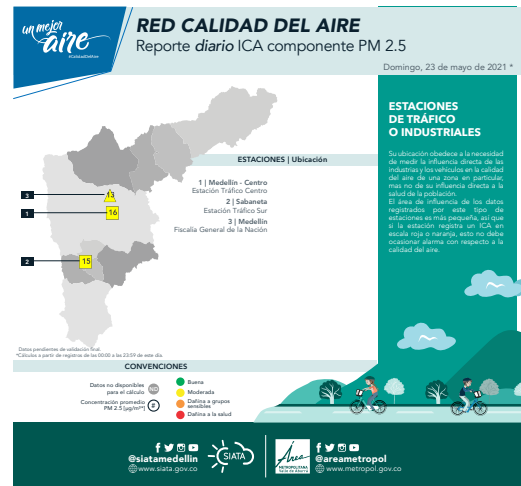 un mejor
aire
#CalidadDelAire
RED CALIDAD DEL AIRE
Reporte diario ICA componente PM 2.5
Domingo, 23 de mayo de 2021 *
ESTACIONES
DE TRÁFICO
O INDUSTRIALES
Su ubicación obedece a la necesidad
de medir la influencia directa de las
industrias y los vehículos en la calidad
del aire de una zona en particular,
mas no de su influencia directa a la
salud de la población.
El área de influencia de los datos
registrados por este tipo de
estaciones es más pequeña, así que
si la estación registra un ICA en
escala roja o naranja, esto no debe
ocasionar alarma con respecto a la
calidad del aire.
ESTACIONES | Ubicación
1 | Medellín - Centro
Estación Tráfico Centro
2 | Sabaneta
Estación Tráfico Sur
3 | Medellín
Fiscalía General de la Nación
3
13
1
16
2
15
Datos pendientes de validación final.
*Cálculos a partir de registros de las 00:00 a las 23:59 de este día.
CONVENCIONES
Datos no disponibles
para el cálculo
ND
Concentración promedio
PM 2.5 [µg/m³*]
#
Buena
Moderada
Dañina a grupos
sensibles
Dañina a la salud
@siatamedellin
www.siata.gov.co
SIATA
Área
METROPOLITANA
Valle de Aburrá
@areametropol
www.metropol.gov.co